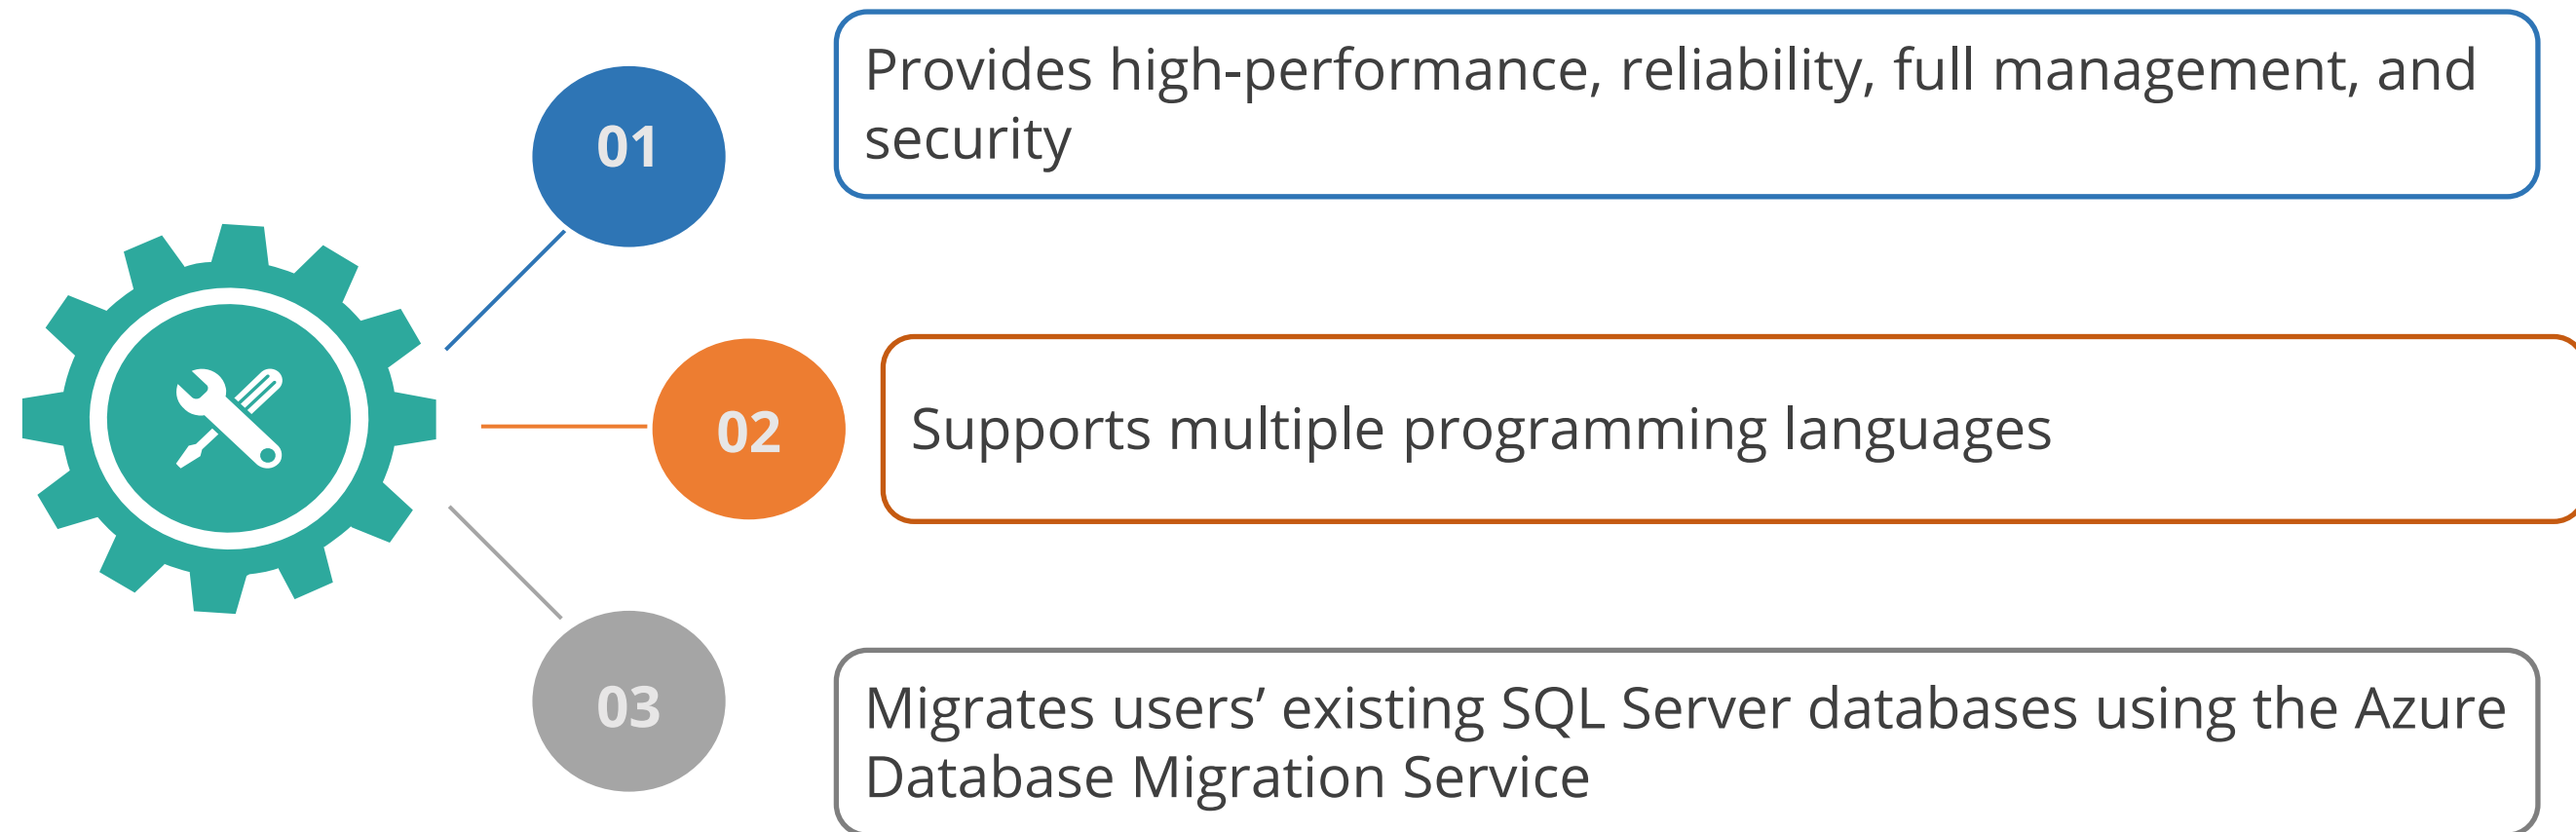 01
Provides high-performance, reliability, full management, and
security
02
Supports multiple programming languages
03
Migrates users’ existing SQL Server databases using the Azure
Database Migration Service